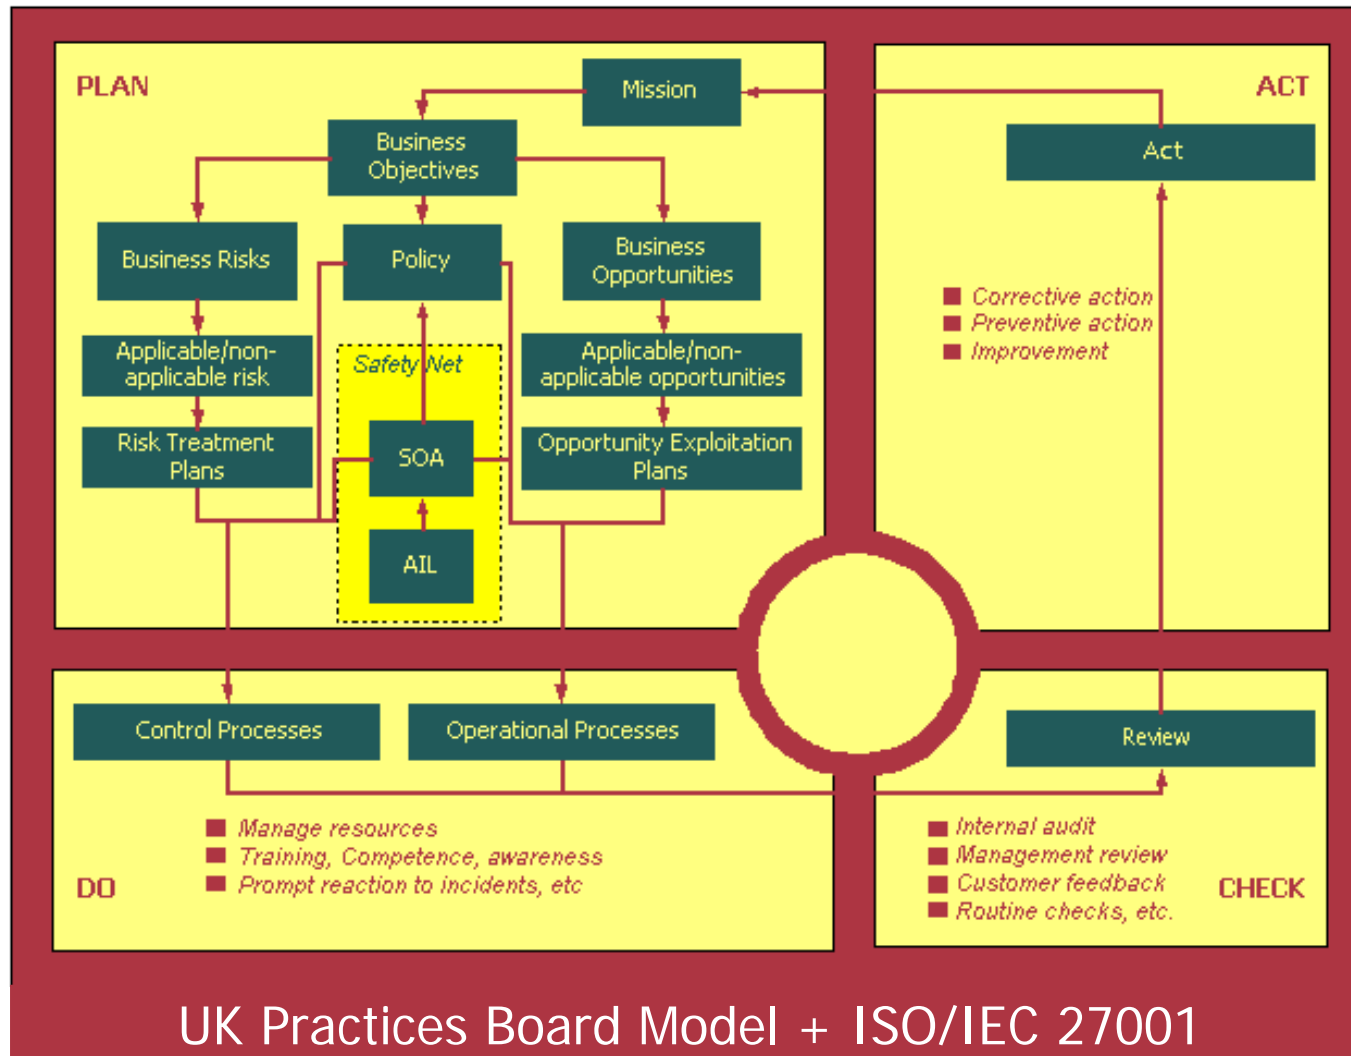 PLAN
Mission
Business
Objectives
Business Risks
Policy
Business
Opportunities
Applicable/non-
applicable risk
Safety Net
Applicable/non-
applicable opportunities
Risk Treatment
Plans
SOA
Opportunity Exploitation
Plans
AIL
ACT
Act
Corrective action
Preventive action
Improvement
Control Processes
Operational Processes
Manage resources
Training, Competence, awareness
Prompt reaction to incidents, etc
DO
Review
Internal audit
Management review
Customer feedback
Routine checks, etc.
CHECK
UK Practices Board Model + ISO/IEC 27001